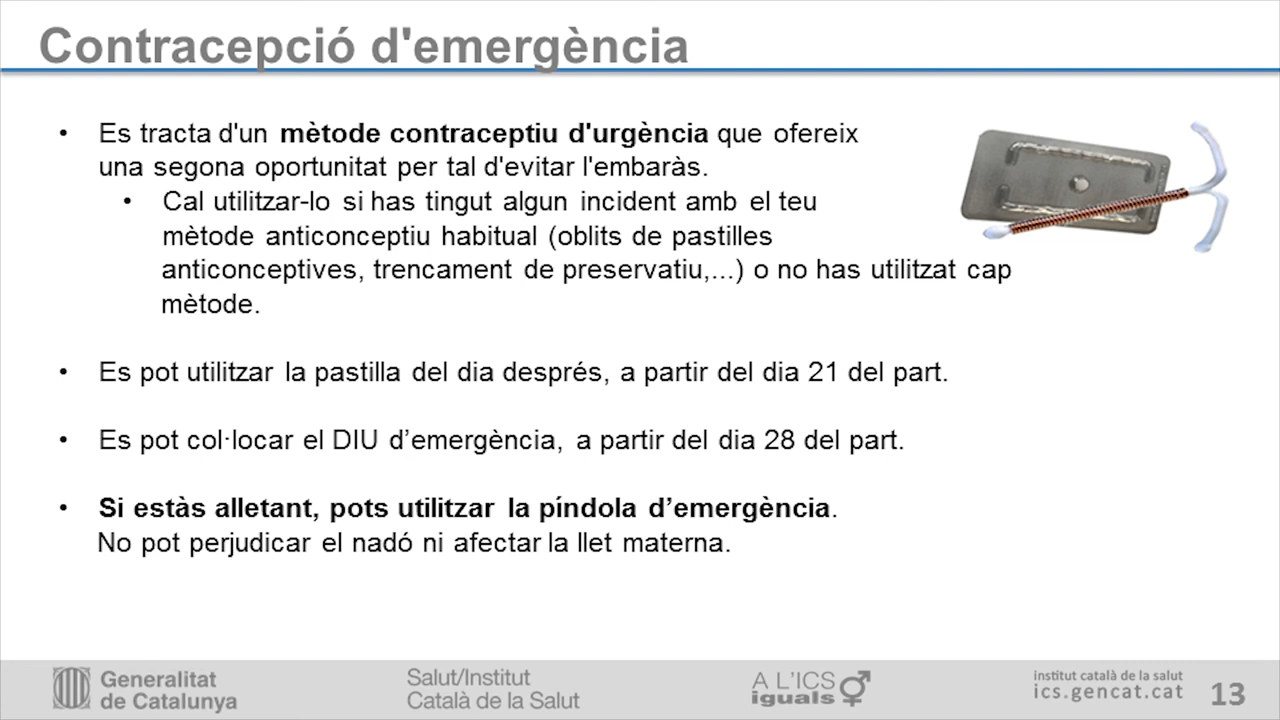 Contracepció d'emergència
• Es tracta d'un mètode contraceptiu d'urgència que ofereix
una segona oportunitat per tal d'evitar l'embaràs.
• Cal utilitzar-lo si has tingut algun incident amb el teu
mètode anticonceptiu habitual (oblits de pastilles
anticonceptives, trencament de preservatiu,...) o no has utilitzat cap
mètode.
• Es pot utilitzar la pastilla del dia després, a partir del dia 21 del part.
• Es pot col·locar el DIU d’emergència, a partir del dia 28 del part.
• Si estàs alletant, pots utilitzar la píndola d’emergència.
No pot perjudicar el nadó ni afectar la llet materna.
Generalitat
de Catalunya
Salut/Institut
Català de la Salut
A L'ICS
iguals
institut català de la salut
ics.gencat.cat
13